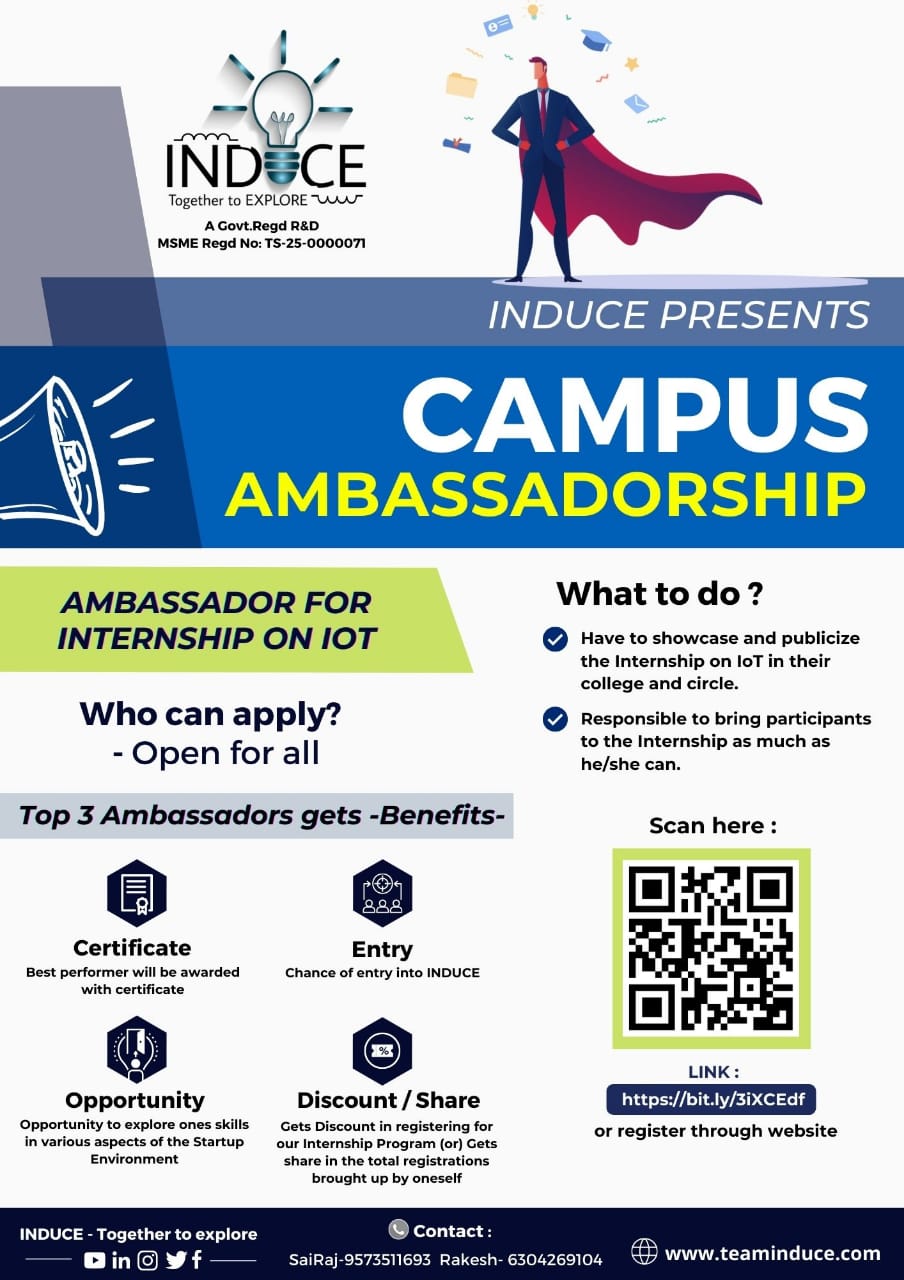 INDUCE
Together to EXPLORE
A Govt.Regd R&D
MSME Regd No: TS-25-0000071
INDUCE PRESENTS
CAMPUS
AMBASSADORSHIP
AMBASSADOR FOR
INTERNSHIP ON IOT
Who can apply?
- Open for all
What to do ?
Have to showcase and publicize
the Internship on IoT in their
college and circle.
Responsible to bring participants
to the Internship as much as
he/she can.
Top 3 Ambassadors gets -Benefits-
Certificate
Best performer will be awarded
with certificate
Entry
Chance of entry into INDUCE
Opportunity
Opportunity to explore ones skills
in various aspects of the Startup
Environment
%
Discount / Share
Gets Discount in registering for
our Internship Program (or) Gets
share in the total registrations
brought up by oneself
Scan here :
LINK :
https://bit.ly/3iXCEdf
or register through website
INDUCE - Together to explore
Contact :
SaiRaj-9573511693 Rakesh- 6304269104
www.teaminduce.com